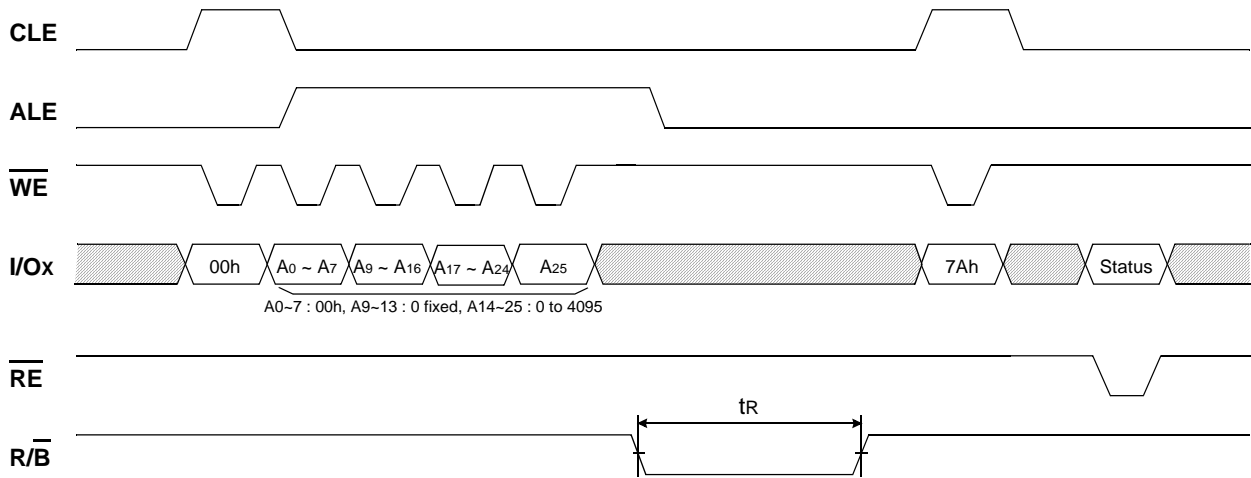 CLE
ALE
WE
I/Ox 00h A0 ~ A7 A9 ~ A16 A17 ~ A24 A25 7Ah Status
A0~7 : 00h, A9~13 : 0 fixed, A14~25 : 0 to 4095
RE
tR
R/B